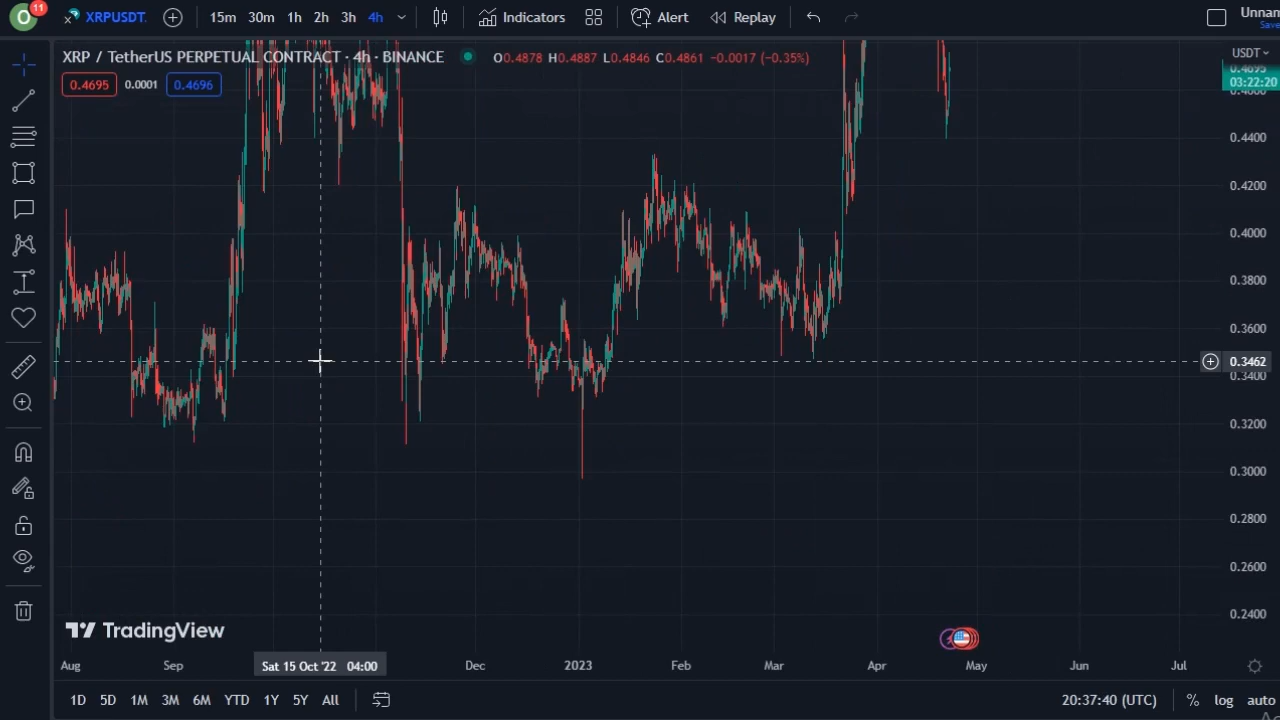 O 11 XRPUSDT. 15m 30m 1h 2h 3h 4h Indicators Alert Replay Unnan
Save
XRP / TetherUS PERPETUAL CONTRACT · 4h · BINANCE O0.4878 H0.4887 L0.4846 C0.4861 −0.0017 (−0.35%) USDT
0.4695 0.0001 0.4696
0.4695
03:22:20
0.4400
0.4200
0.4000
0.3800
0.3600
0.3462
0.3400
0.3200
0.3000
0.2800
0.2600
0.2400
TradingView
Aug Sep Sat 15 Oct '22 04:00 Dec 2023 Feb Mar Apr May Jun Jul
1D 5D 1M 3M 6M YTD 1Y 5Y All 20:37:40 (UTC) % log auto